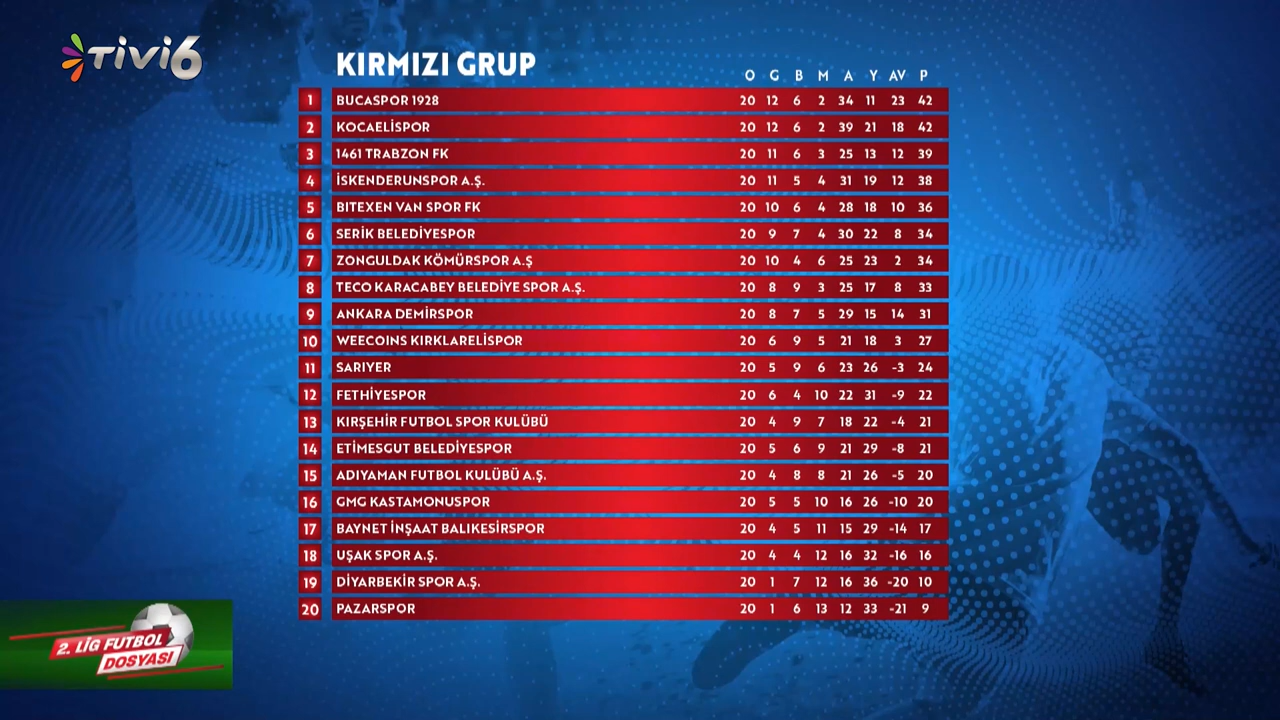 TIVI6
KIRMIZI GRUP
O G B M A Y AV P
1 BUCASPOR 1928 20 12 6 2 34 11 23 42
2 KOCAELİSPOR 20 12 6 2 39 21 18 42
3 1461 TRABZON FK 20 11 6 3 25 13 12 39
4 İSKENDERUNSPOR A.Ş. 20 11 5 4 31 19 12 38
5 BITEXEN VAN SPOR FK 20 10 6 4 28 18 10 36
6 SERİK BELEDİYESPOR 20 9 7 4 30 22 8 34
7 ZONGULDAK KÖMÜRSPOR A.Ş 20 10 4 6 25 23 2 34
8 TECO KARACABEY BELEDİYE SPOR A.Ş. 20 8 9 3 25 17 8 33
9 ANKARA DEMİRSPOR 20 8 7 5 29 15 14 31
10 WEECOINS KIRKLARELİSPOR 20 6 9 5 21 18 3 27
11 SARIYER 20 5 9 6 23 26 -3 24
12 FETHİYESPOR 20 6 4 10 22 31 -9 22
13 KIRŞEHİR FUTBOL SPOR KULÜBÜ 20 4 9 7 18 22 -4 21
14 ETİMESGUT BELEDİYESPOR 20 5 6 9 21 29 -8 21
15 ADIYAMAN FUTBOL KULÜBÜ A.Ş. 20 4 8 8 21 26 -5 20
16 GMG KASTAMONUSPOR 20 5 5 10 16 26 -10 20
17 BAYNET İNŞAAT BALIKESİRSPOR 20 4 5 11 15 29 -14 17
18 UŞAK SPOR A.Ş. 20 4 4 12 16 32 -16 16
19 DİYARBEKİR SPOR A.Ş. 20 1 7 12 16 36 -20 10
20 PAZARSPOR 20 1 6 13 12 33 -21 9
2. LİG FUTBOL
DOSYASI